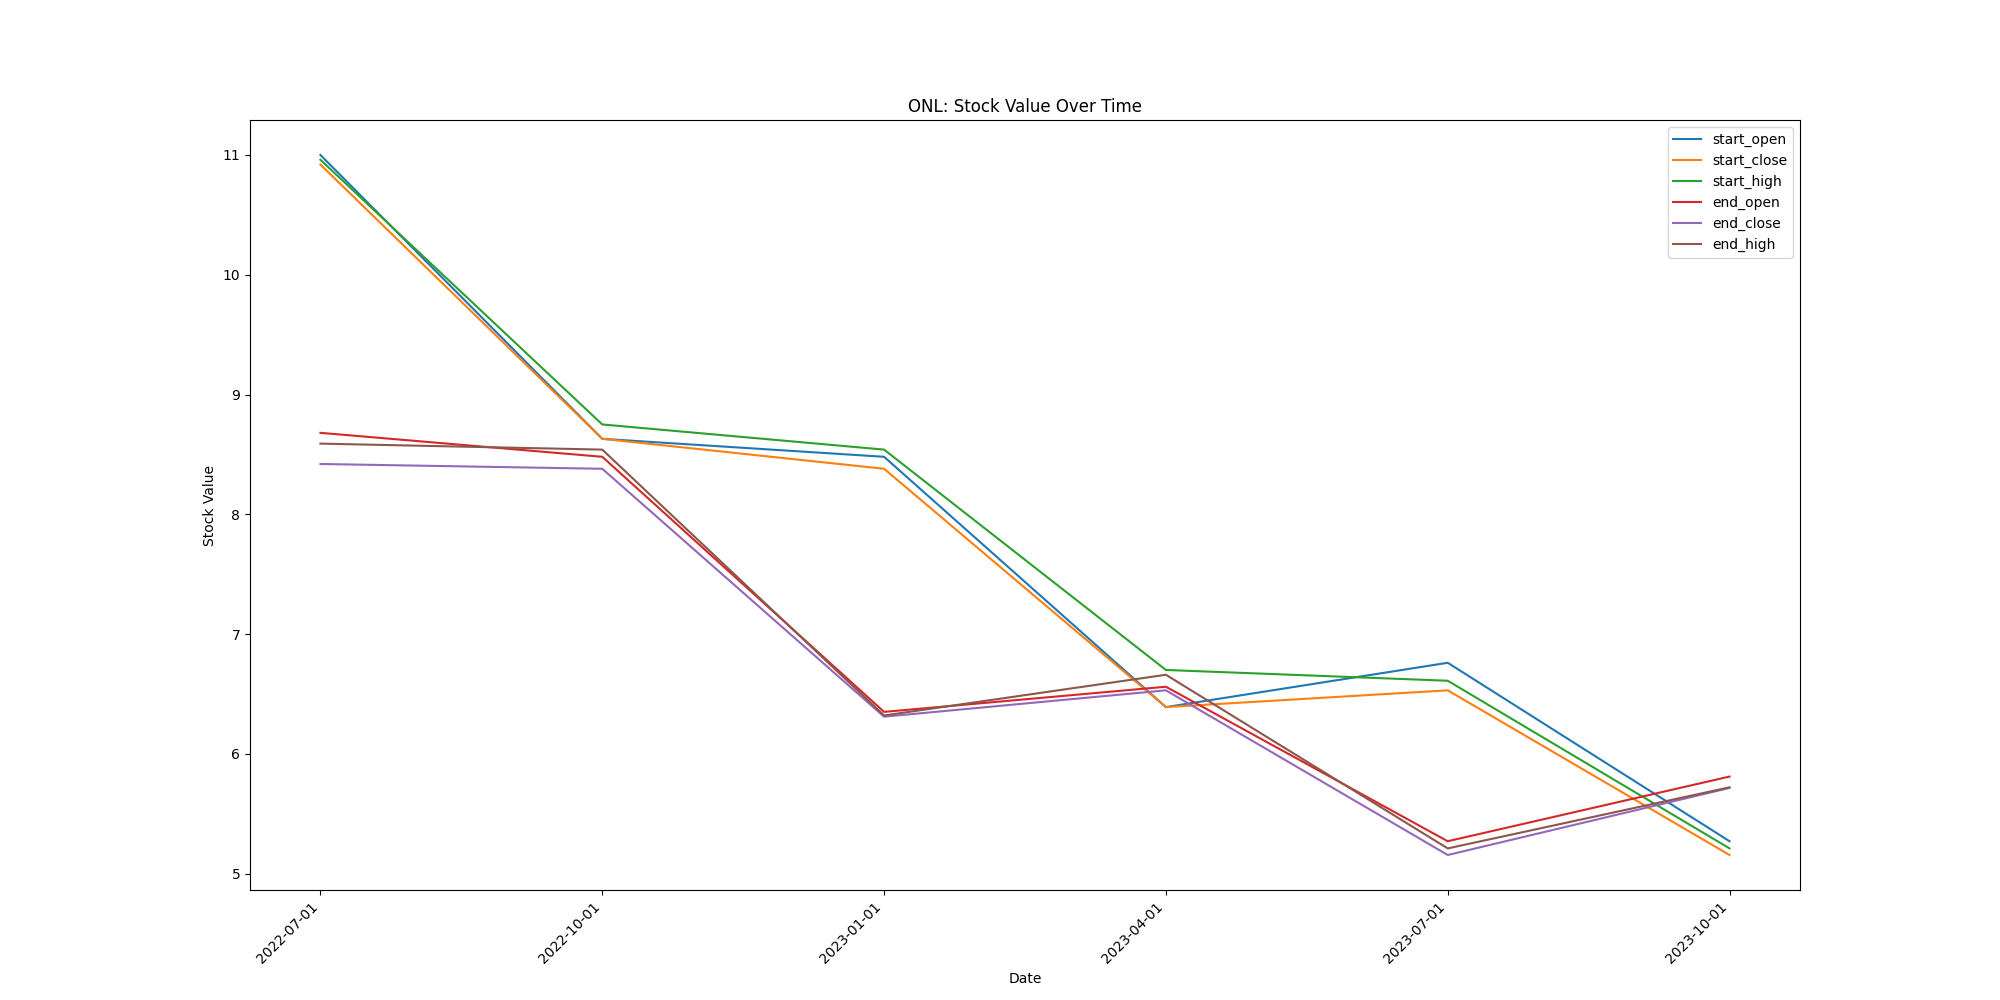 ONL: Stock Value Over Time
start_open
start_close
start_high
end_open
end_close
end_high
Stock Value
11
10
9
8
7
6
5
2022-07-01
2022-10-01
2023-01-01
2023-04-01
2023-07-01
2023-10-01
Date